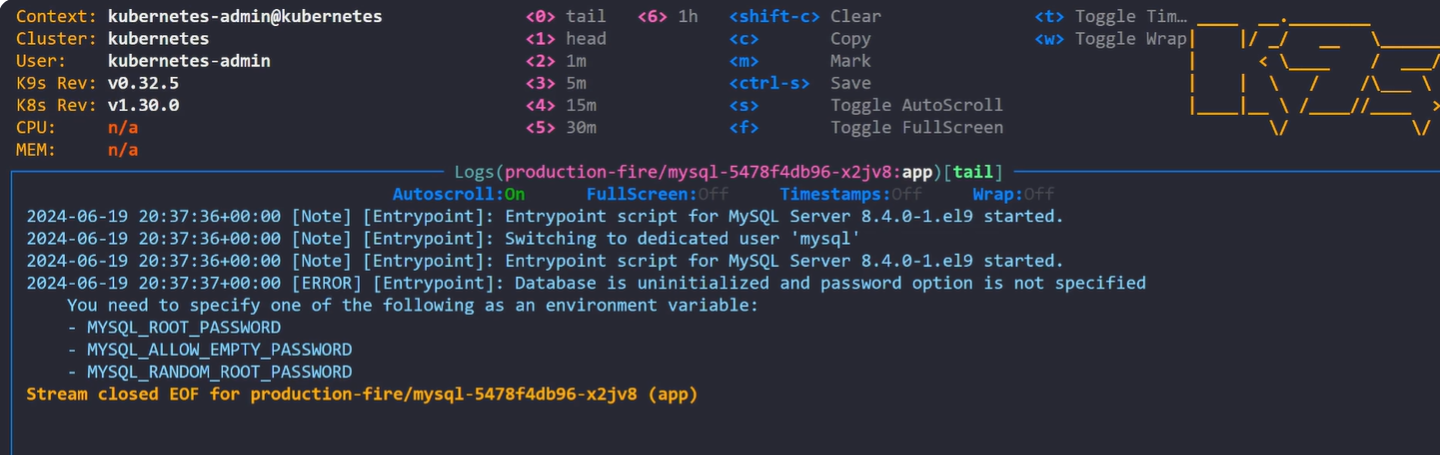 Context: kubernetes-admin@kubernetes <0> tail <6> 1h <shift-c> Clear <t> Toggle Tim…
Cluster: kubernetes <1> head <c> Copy <w> Toggle Wrap
User: kubernetes-admin <2> 1m <m> Mark
K9s Rev: v0.32.5 <3> 5m <ctrl-s> Save
K8s Rev: v1.30.0 <4> 15m <s> Toggle AutoScroll
CPU: n/a <5> 30m <f> Toggle FullScreen
MEM: n/a
Logs(production-fire/mysql-5478f4db96-x2jv8:app)[tail]
Autoscroll:On FullScreen:Off Timestamps:Off Wrap:Off
2024-06-19 20:37:36+00:00 [Note] [Entrypoint]: Entrypoint script for MySQL Server 8.4.0-1.el9 started.
2024-06-19 20:37:36+00:00 [Note] [Entrypoint]: Switching to dedicated user 'mysql'
2024-06-19 20:37:36+00:00 [Note] [Entrypoint]: Entrypoint script for MySQL Server 8.4.0-1.el9 started.
2024-06-19 20:37:37+00:00 [ERROR] [Entrypoint]: Database is uninitialized and password option is not specified
You need to specify one of the following as an environment variable:
- MYSQL_ROOT_PASSWORD
- MYSQL_ALLOW_EMPTY_PASSWORD
- MYSQL_RANDOM_ROOT_PASSWORD
Stream closed EOF for production-fire/mysql-5478f4db96-x2jv8 (app)